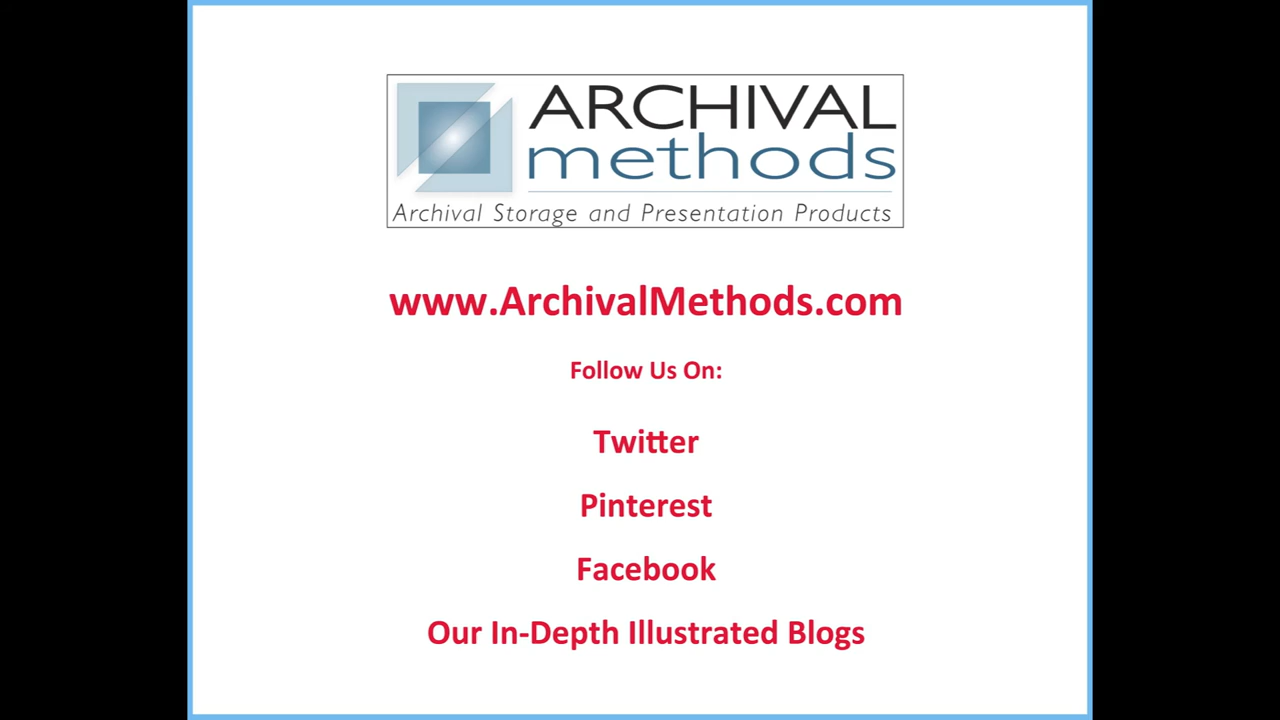 ARCHIVAL
methods
Archival Storage and Presentation Products
www.ArchivalMethods.com
Follow Us On:
Twitter
Pinterest
Facebook
Our In-Depth Illustrated Blogs